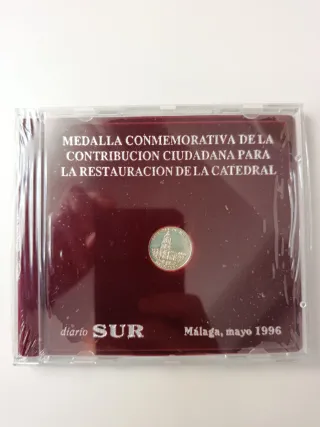 MEDALLA CONMEMORATIVA DE LA
CONTRIBUCION CIUDADANA PARA
LA RESTAURACION DE LA CATEDRAL
diario SUR
Málaga, mayo 1996